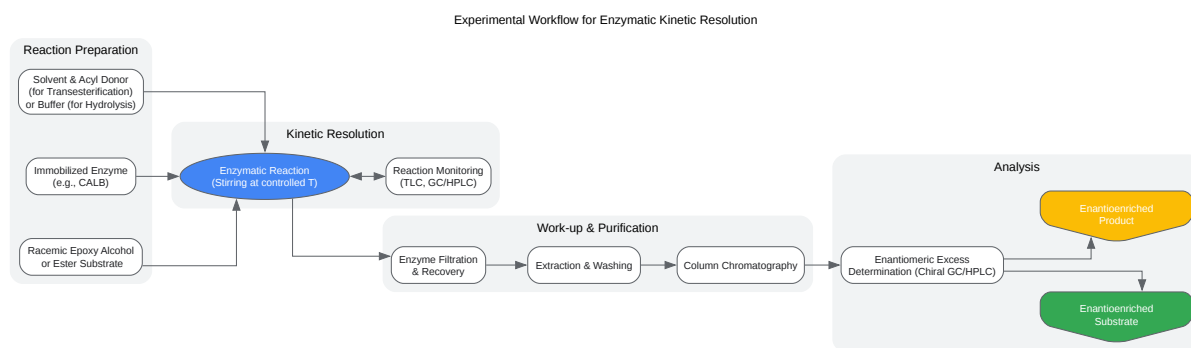 Experimental Workflow for Enzymatic Kinetic Resolution
Reaction Preparation
Solvent & Acyl Donor
(for Transesterification)
or Buffer (for Hydrolysis)
Immobilized Enzyme
(e.g., CALB)
Racemic Epoxy Alcohol
or Ester Substrate
Kinetic Resolution
Enzymatic Reaction
(Stirring at controlled T)
Reaction Monitoring
(TLC, GC/HPLC)
Work-up & Purification
Enzyme Filtration
& Recovery
Extraction & Washing
Column Chromatography
Analysis
Enantiomeric Excess
Determination (Chiral GC/HPLC)
Enantioenriched
Product
Enantioenriched
Substrate